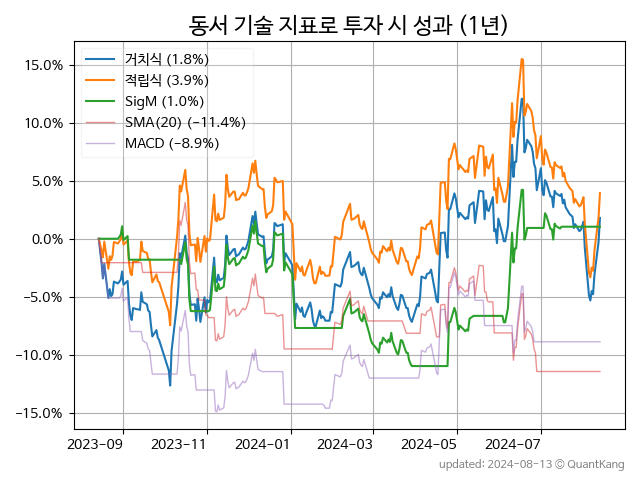 동서 기술 지표로 투자 시 성과 (1년)
거치식 (1.8%)
적립식 (3.9%)
SigM (1.0%)
SMA(20) (−11.4%)
MACD (−8.9%)
15.0%
10.0%
5.0%
0.0%
−5.0%
−10.0%
−15.0%
2023-09 2023-11 2024-01 2024-03 2024-05 2024-07
updated: 2024-08-13 ⓒ QuantKang